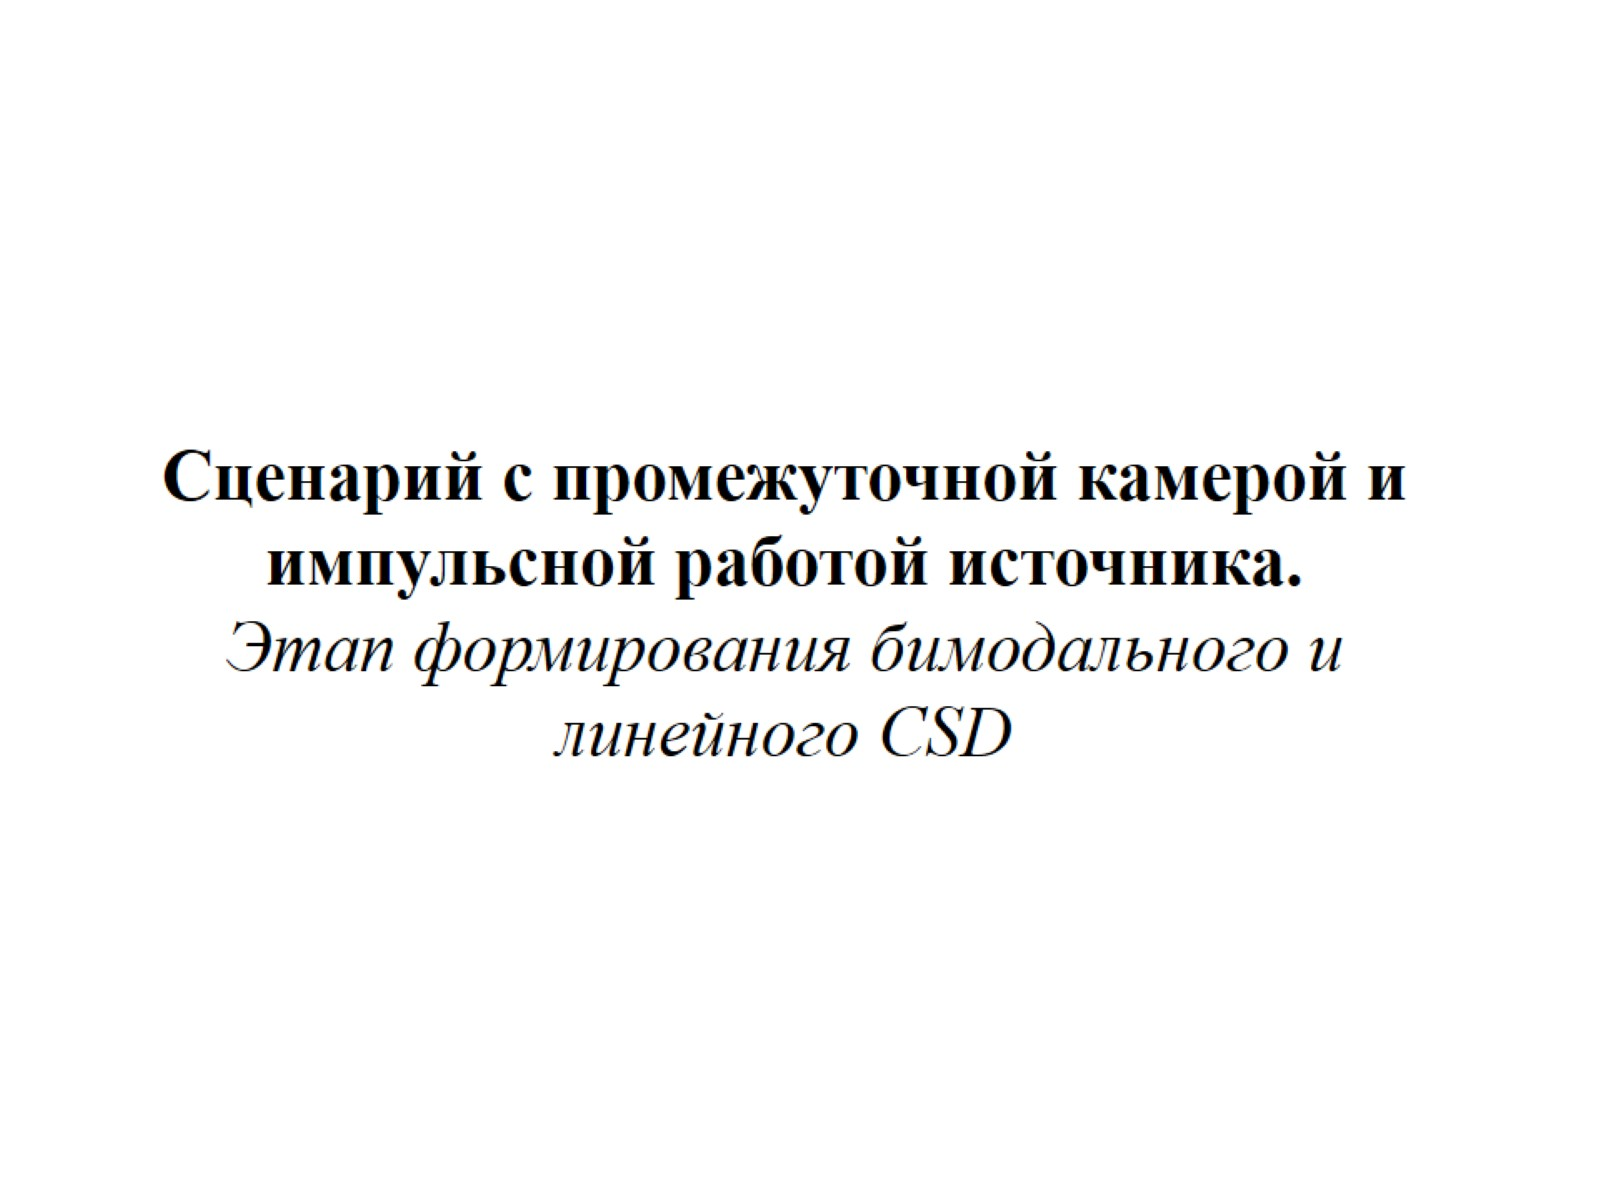 Сценарий с промежуточной камерой и
импульсной работой источника.
Этап формирования бимодального и
линейного CSD